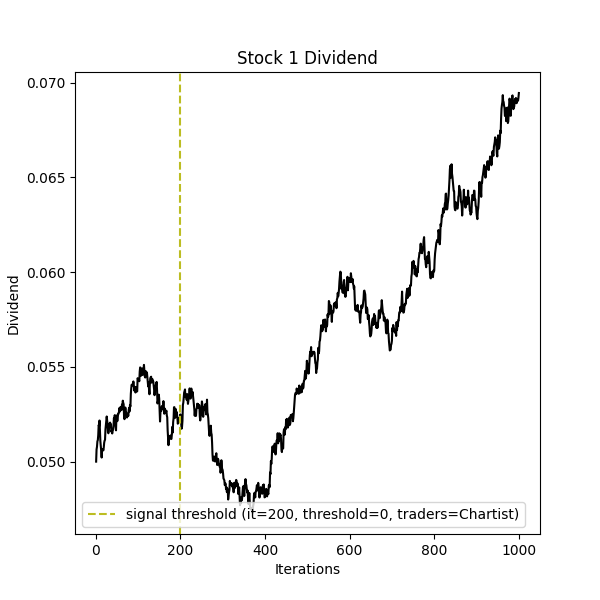 Stock 1 Dividend
0.070
0.065
0.060
0.055
0.050
Dividend
signal threshold (it=200, threshold=0, traders=Chartist)
0 200 400 600 800 1000
Iterations